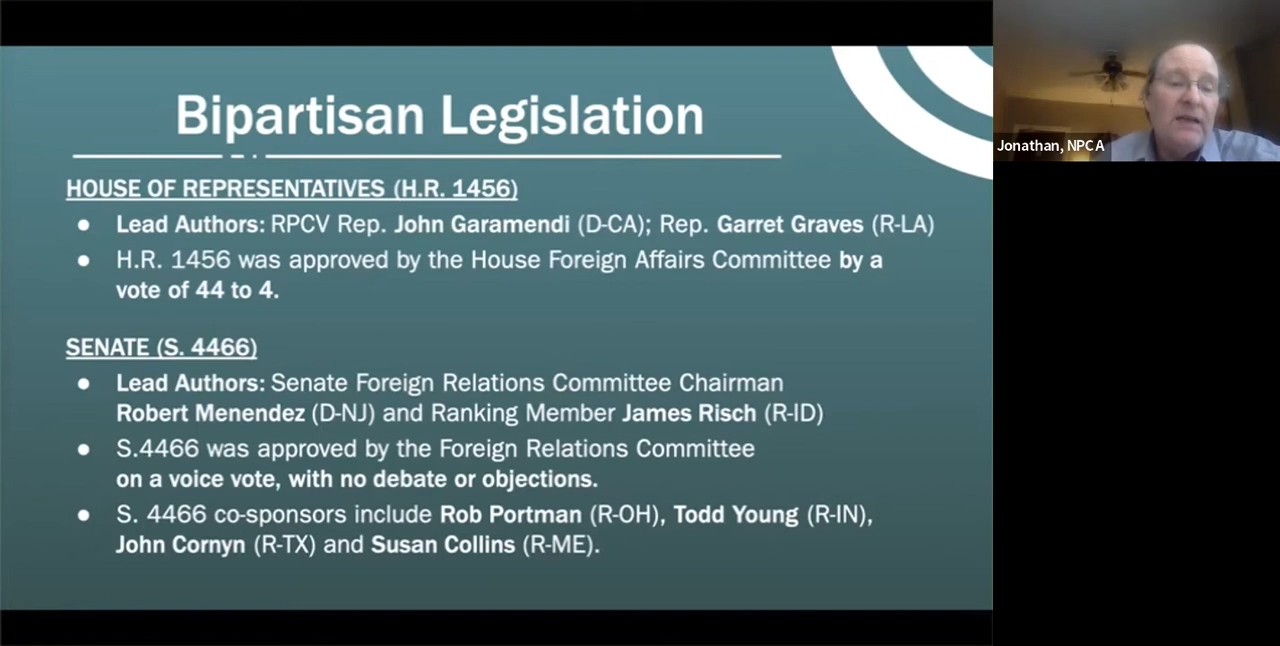 Bipartisan Legislation
HOUSE OF REPRESENTATIVES (H.R. 1456)
● Lead Authors: RPCV Rep. John Garamendi (D-CA); Rep. Garret Graves (R-LA)
● H.R. 1456 was approved by the House Foreign Affairs Committee by a
vote of 44 to 4.
SENATE (S. 4466)
● Lead Authors: Senate Foreign Relations Committee Chairman
Robert Menendez (D-NJ) and Ranking Member James Risch (R-ID)
● S.4466 was approved by the Foreign Relations Committee
on a voice vote, with no debate or objections.
● S. 4466 co-sponsors include Rob Portman (R-OH), Todd Young (R-IN),
John Cornyn (R-TX) and Susan Collins (R-ME).
Jonathan, NPCA